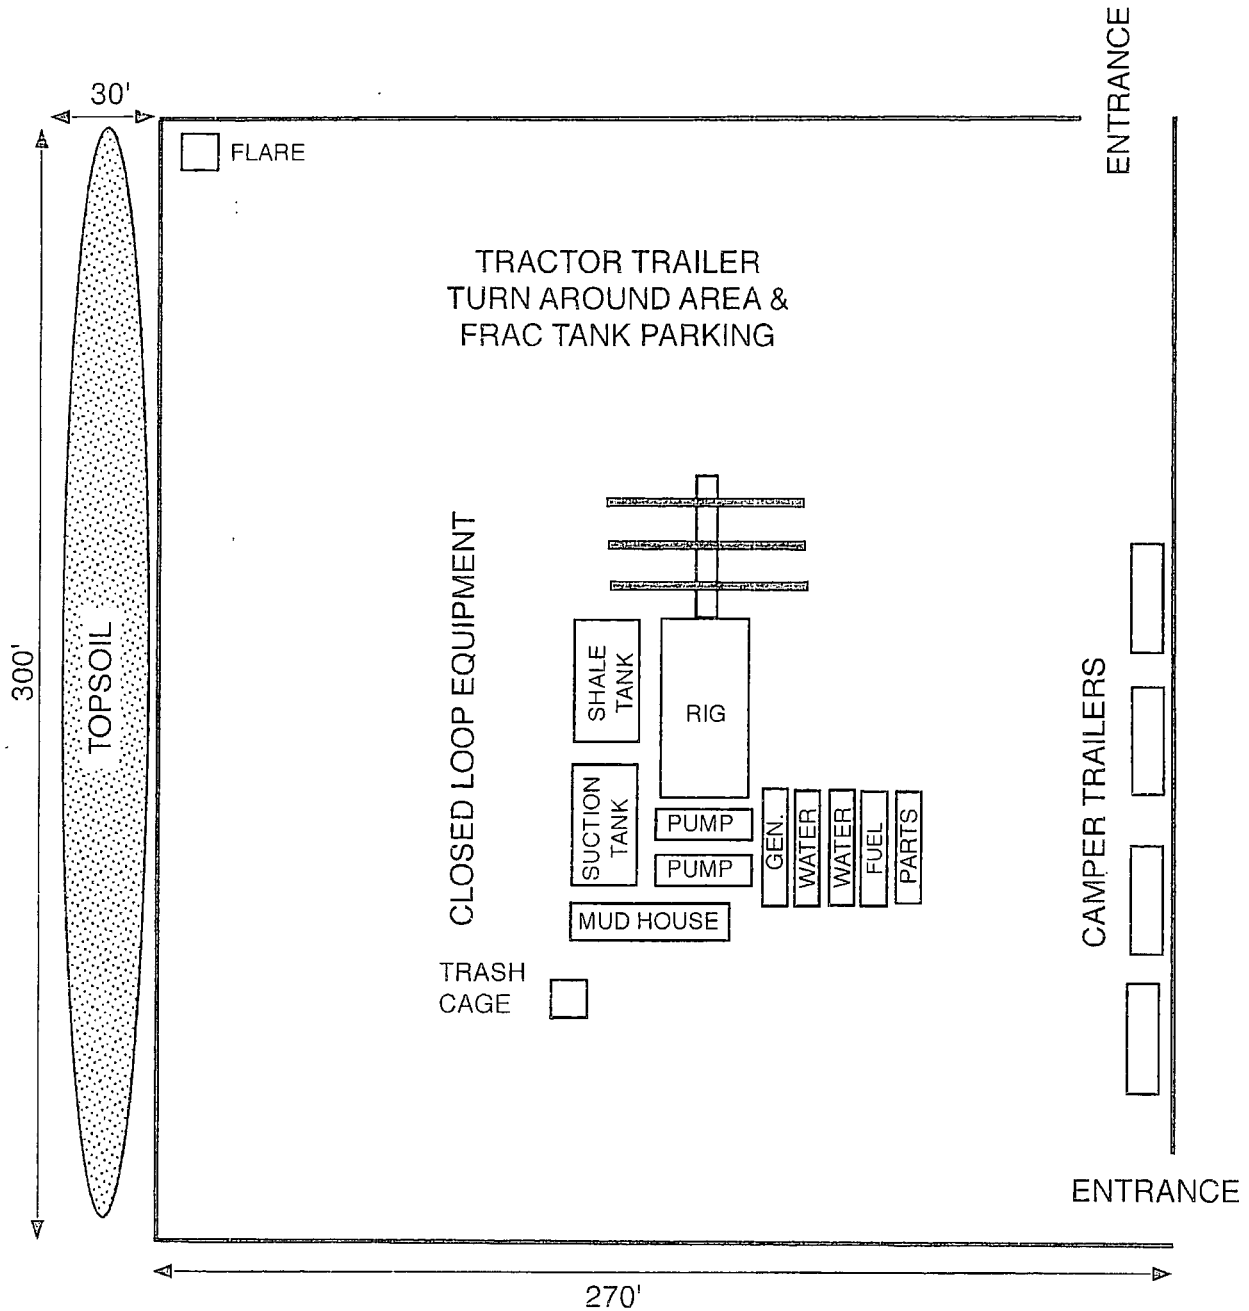 ENTRANCE
30'
FLARE
TRACTOR TRAILER
TURN AROUND AREA &
FRAC TANK PARKING
300'
TOPSOIL
CLOSED LOOP EQUIPMENT
SHALE
TANK
RIG
SUCTION
TANK
PUMP
PUMP
GEN.
WATER
WATER
FUEL
PARTS
MUD HOUSE
CAMPER TRAILERS
TRASH
CAGE
ENTRANCE
270'